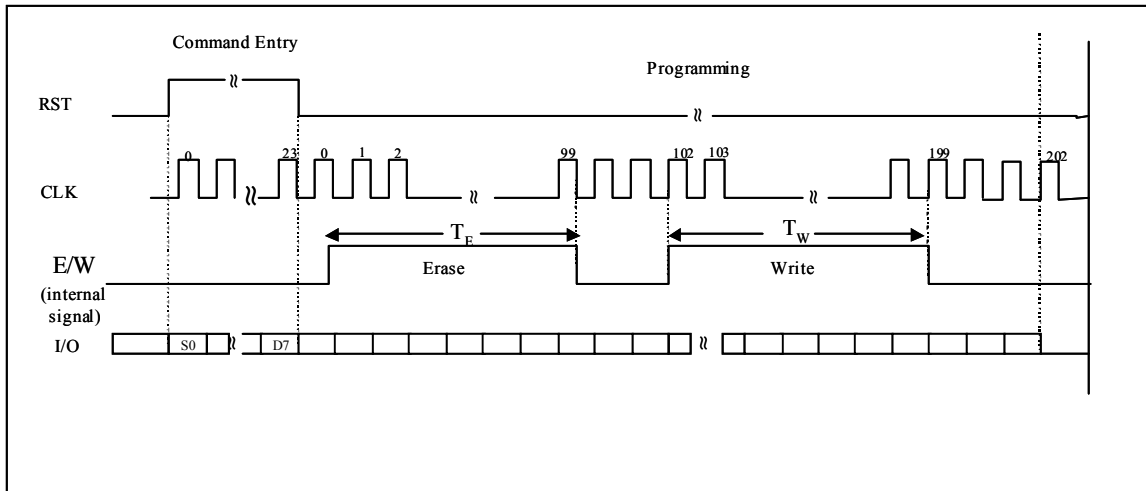 Command Entry
Programming
RST
0
23
0
1
2
99
102
103
199
202
CLK
TE
TW
E/W
Erase
Write
(internal
signal)
I/O
S0
D7